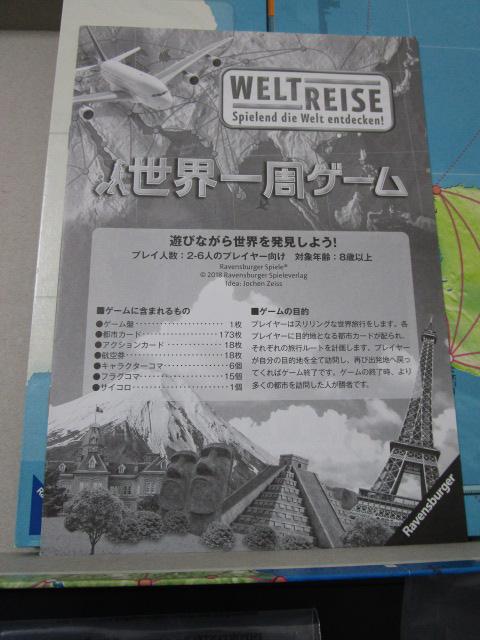 WELTREISE
Spielend die Welt entdecken!
世界一周ゲーム
遊びながら世界を発見しよう!
プレイ人数:2-6人のプレイヤー向け 対象年齢:8歳以上
Ravensburger Spiele®
© 2018 Ravensburger Spieleverlag
Idea: Jochen Zeiss
■ゲームに含まれるもの
●ゲーム盤‥‥‥‥‥‥‥‥1枚
●都市カード‥‥‥‥‥‥‥173枚
●アクションカード‥‥‥‥18枚
●航空券‥‥‥‥‥‥‥‥‥18枚
●キャラクターコマ‥‥‥‥6個
●フラグコマ‥‥‥‥‥‥‥15個
●サイコロ‥‥‥‥‥‥‥‥1個
■ゲームの目的
プレイヤーはスリリングな世界旅行をします。各
プレイヤーに目的地となる都市カードが配られ、
それぞれの旅行ルートを計画します。プレイヤー
が自分の目的地を全て訪問し、再び出発地へ戻っ
てくればゲーム終了です。ゲームの終了時、より
多くの都市を訪問した人が勝者です。
Ravensburger